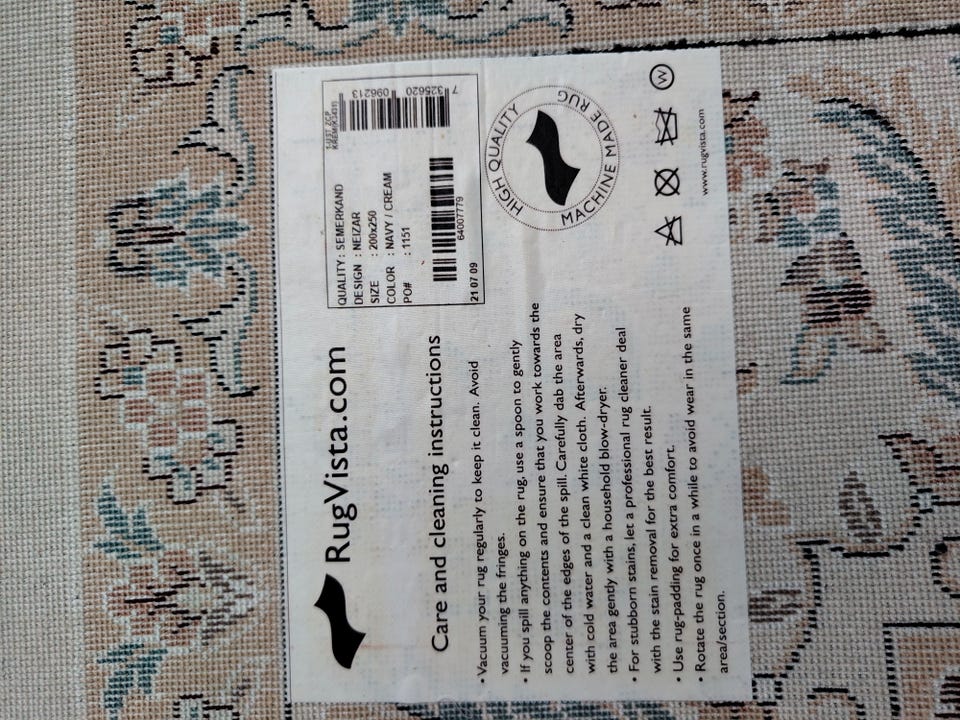 RugVista.com
Care and cleaning instructions
• Vacuum your rug regularly to keep it clean. Avoid
vacuuming the fringes.
• If you spill anything on the rug, use a spoon to gently
scoop the contents and ensure that you work towards the
center of the edges of the spill. Carefully dab the area
with cold water and a clean white cloth. Afterwards, dry
the area gently with a household blow-dryer.
• For stubborn stains, let a professional rug cleaner deal
with the stain removal for the best result.
• Use rug-padding for extra comfort.
• Rotate the rug once in a while to avoid wear in the same
area/section.
QUALITY : SEMERKAND
DESIGN : NEIZAR
SIZE : 200x250
COLOR : NAVY / CREAM
PO# : 1151
7 325620 096213
64007779
21 07 09
HIGH QUALITY
MACHINE MADE RUG
W
www.rugvista.com